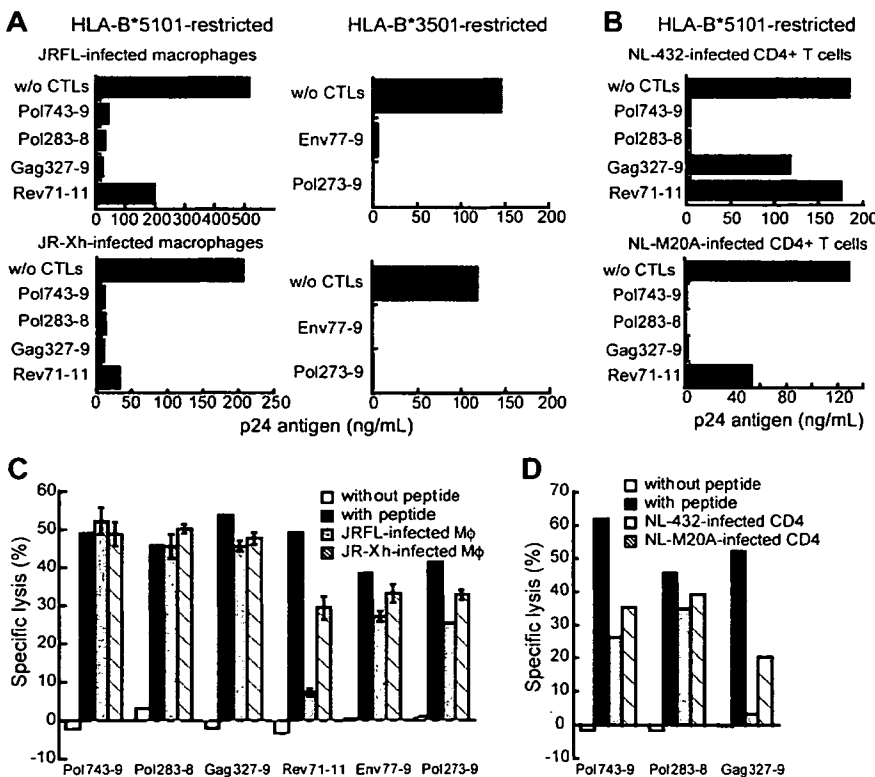 A
HLA-B*5101-restricted
JRFL-infected macrophages
w/o CTLs
Pol743-9
Pol283-8
Gag327-9
Rev71-11
0 100 200 300 400 500
HLA-B*3501-restricted
w/o CTLs
Env77-9
Pol273-9
0 50 100 150 200
B
HLA-B*5101-restricted
NL-432-infected CD4+ T cells
w/o CTLs
Pol743-9
Pol283-8
Gag327-9
Rev71-11
0 50 100 150 200
JR-Xh-infected macrophages
w/o CTLs
Pol743-9
Pol283-8
Gag327-9
Rev71-11
0 50 100 150 200 250
w/o CTLs
Env77-9
Pol273-9
0 50 100 150 200
p24 antigen (ng/mL)
NL-M20A-infected CD4+ T cells
w/o CTLs
Pol743-9
Pol283-8
Gag327-9
Rev71-11
0 40 80 120
p24 antigen (ng/mL)
C
Specific lysis (%)
60
50
40
30
20
10
0
-10
without peptide
with peptide
JRFL-infected Mϕ
JR-Xh-infected Mϕ
Pol743-9 Pol283-8 Gag327-9 Rev71-11 Env77-9 Pol273-9
D
Specific lysis (%)
70
60
50
40
30
20
10
0
-10
without peptide
with peptide
NL-432-infected CD4
NL-M20A-infected CD4
Pol743-9 Pol283-8 Gag327-9